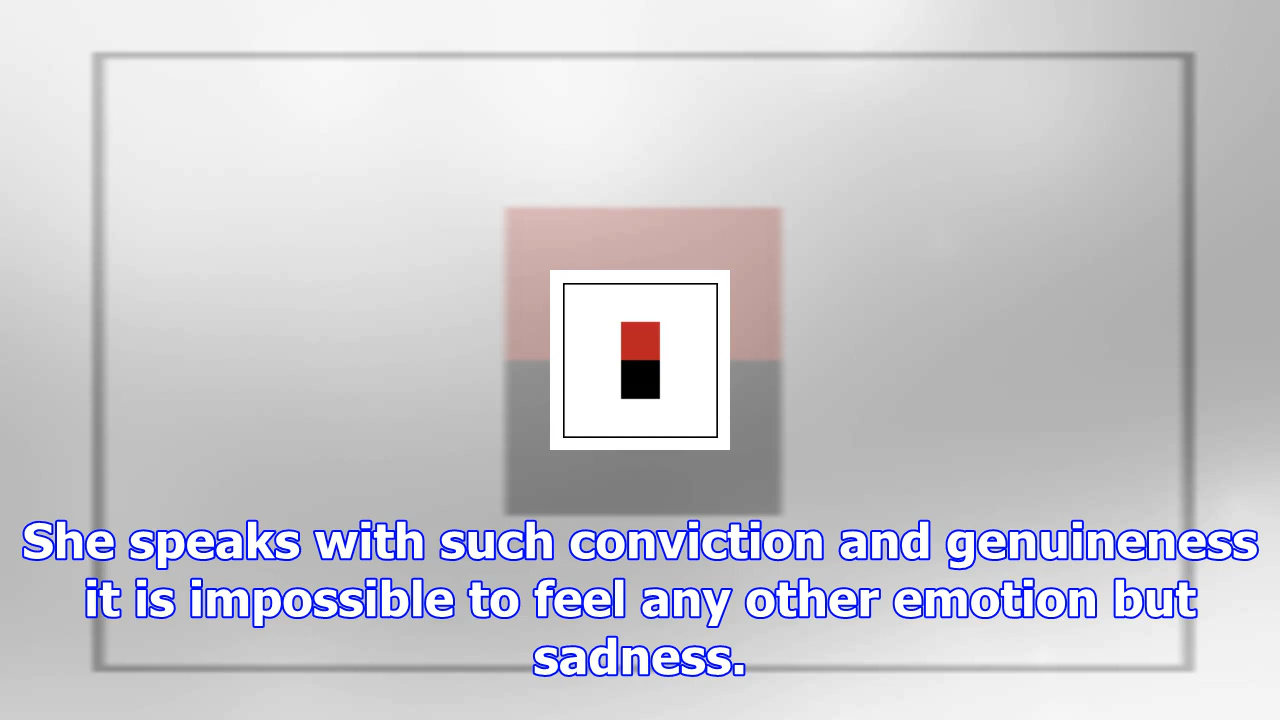 She speaks with such conviction and genuineness
it is impossible to feel any other emotion but
sadness.